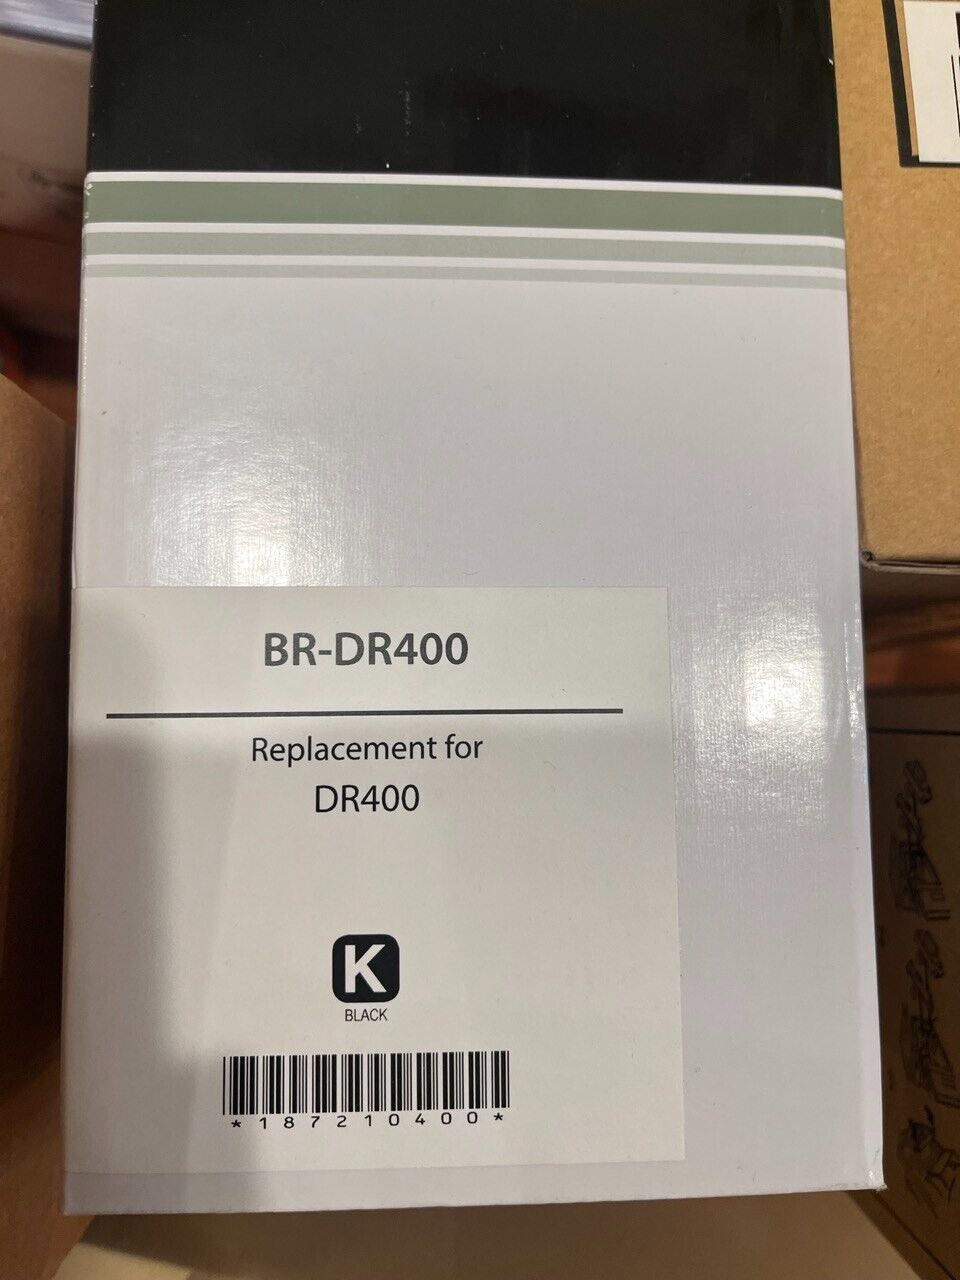 BR-DR400
Replacement for
DR400
K
BLACK
*187210400*